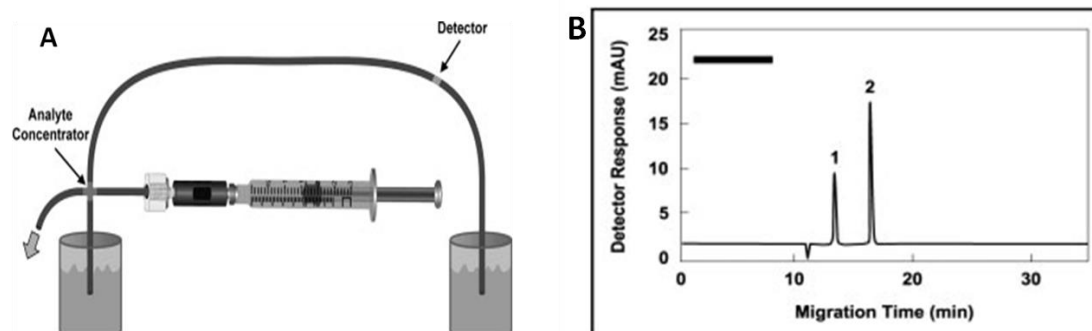 A
Detector
Analyte
Concentrator
B
25
20
15
10
5
0
Detector Response (mAU)
1
2
0
10
20
30
Migration Time (min)